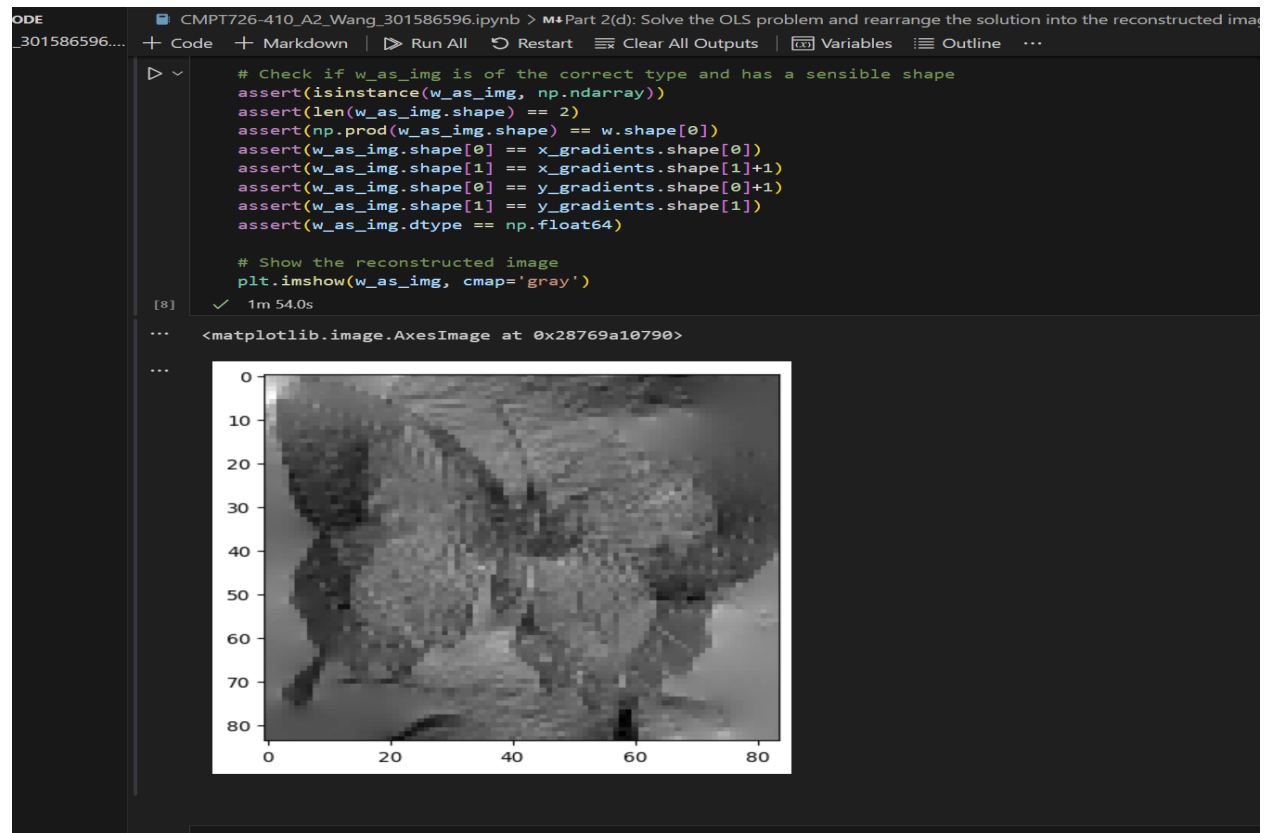 ODE
CMPT726-410_A2_Wang_301586596.ipynb > M↓Part 2(d): Solve the OLS problem and rearrange the solution into the reconstructed ima
_301586596....
+ Code + Markdown | Run All Restart Clear All Outputs | Variables Outline ...
# Check if w_as_img is of the correct type and has a sensible shape
assert(isinstance(w_as_img, np.ndarray))
assert(len(w_as_img.shape) == 2)
assert(np.prod(w_as_img.shape) == w.shape[0])
assert(w_as_img.shape[0] == x_gradients.shape[0])
assert(w_as_img.shape[1] == x_gradients.shape[1]+1)
assert(w_as_img.shape[0] == y_gradients.shape[0]+1)
assert(w_as_img.shape[1] == y_gradients.shape[1])
assert(w_as_img.dtype == np.float64)
# Show the reconstructed image
plt.imshow(w_as_img, cmap='gray')
[8] ✓ 1m 54.0s
... <matplotlib.image.AxesImage at 0x28769a10790>
...
0
10
20
30
40
50
60
70
80
0 20 40 60 80